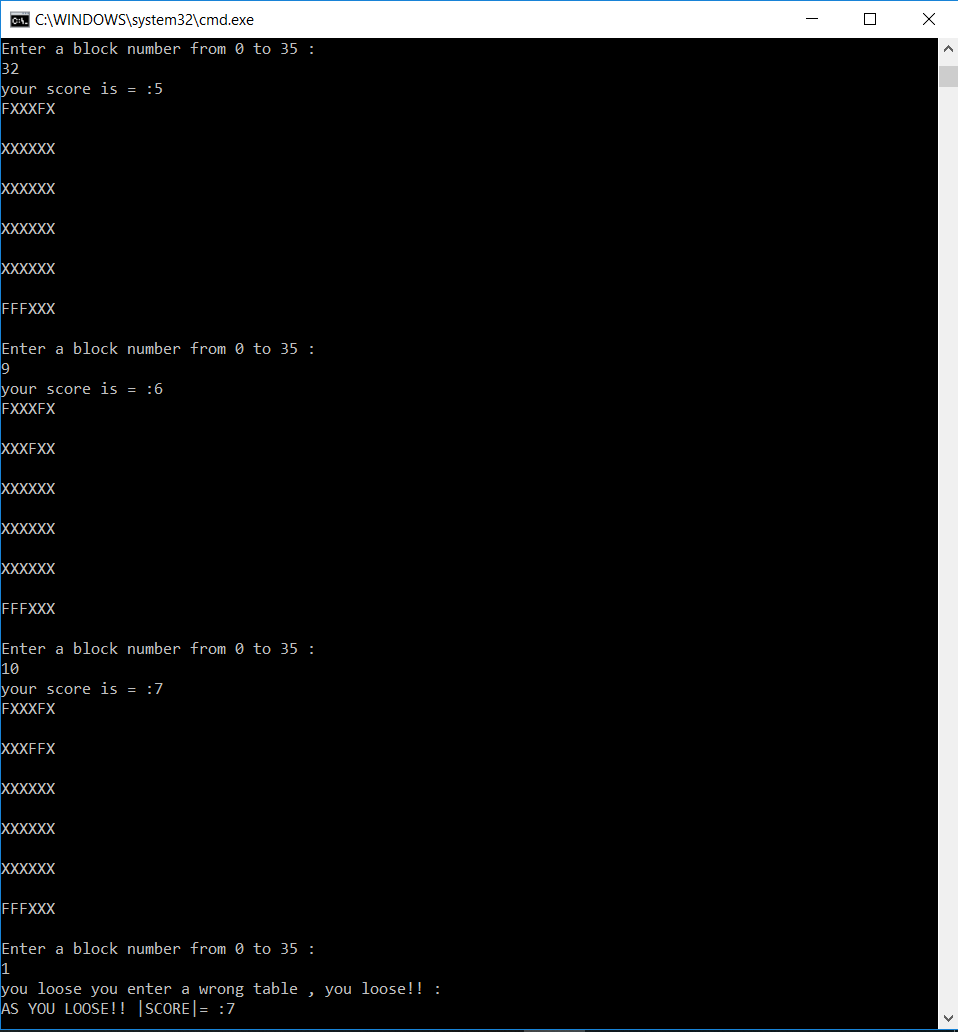 C:\WINDOWS\system32\cmd.exe
Enter a block number from 0 to 35 :
32
your score is = :5
FXXXFX
XXXXXX
XXXXXX
XXXXXX
XXXXXX
FFFXXX
Enter a block number from 0 to 35 :
9
your score is = :6
FXXXFX
XXXFXX
XXXXXX
XXXXXX
XXXXXX
FFFXXX
Enter a block number from 0 to 35 :
10
your score is = :7
FXXXFX
XXXFFX
XXXXXX
XXXXXX
XXXXXX
FFFXXX
Enter a block number from 0 to 35 :
1
you loose you enter a wrong table , you loose!! :
AS YOU LOOSE!! |SCORE|= :7